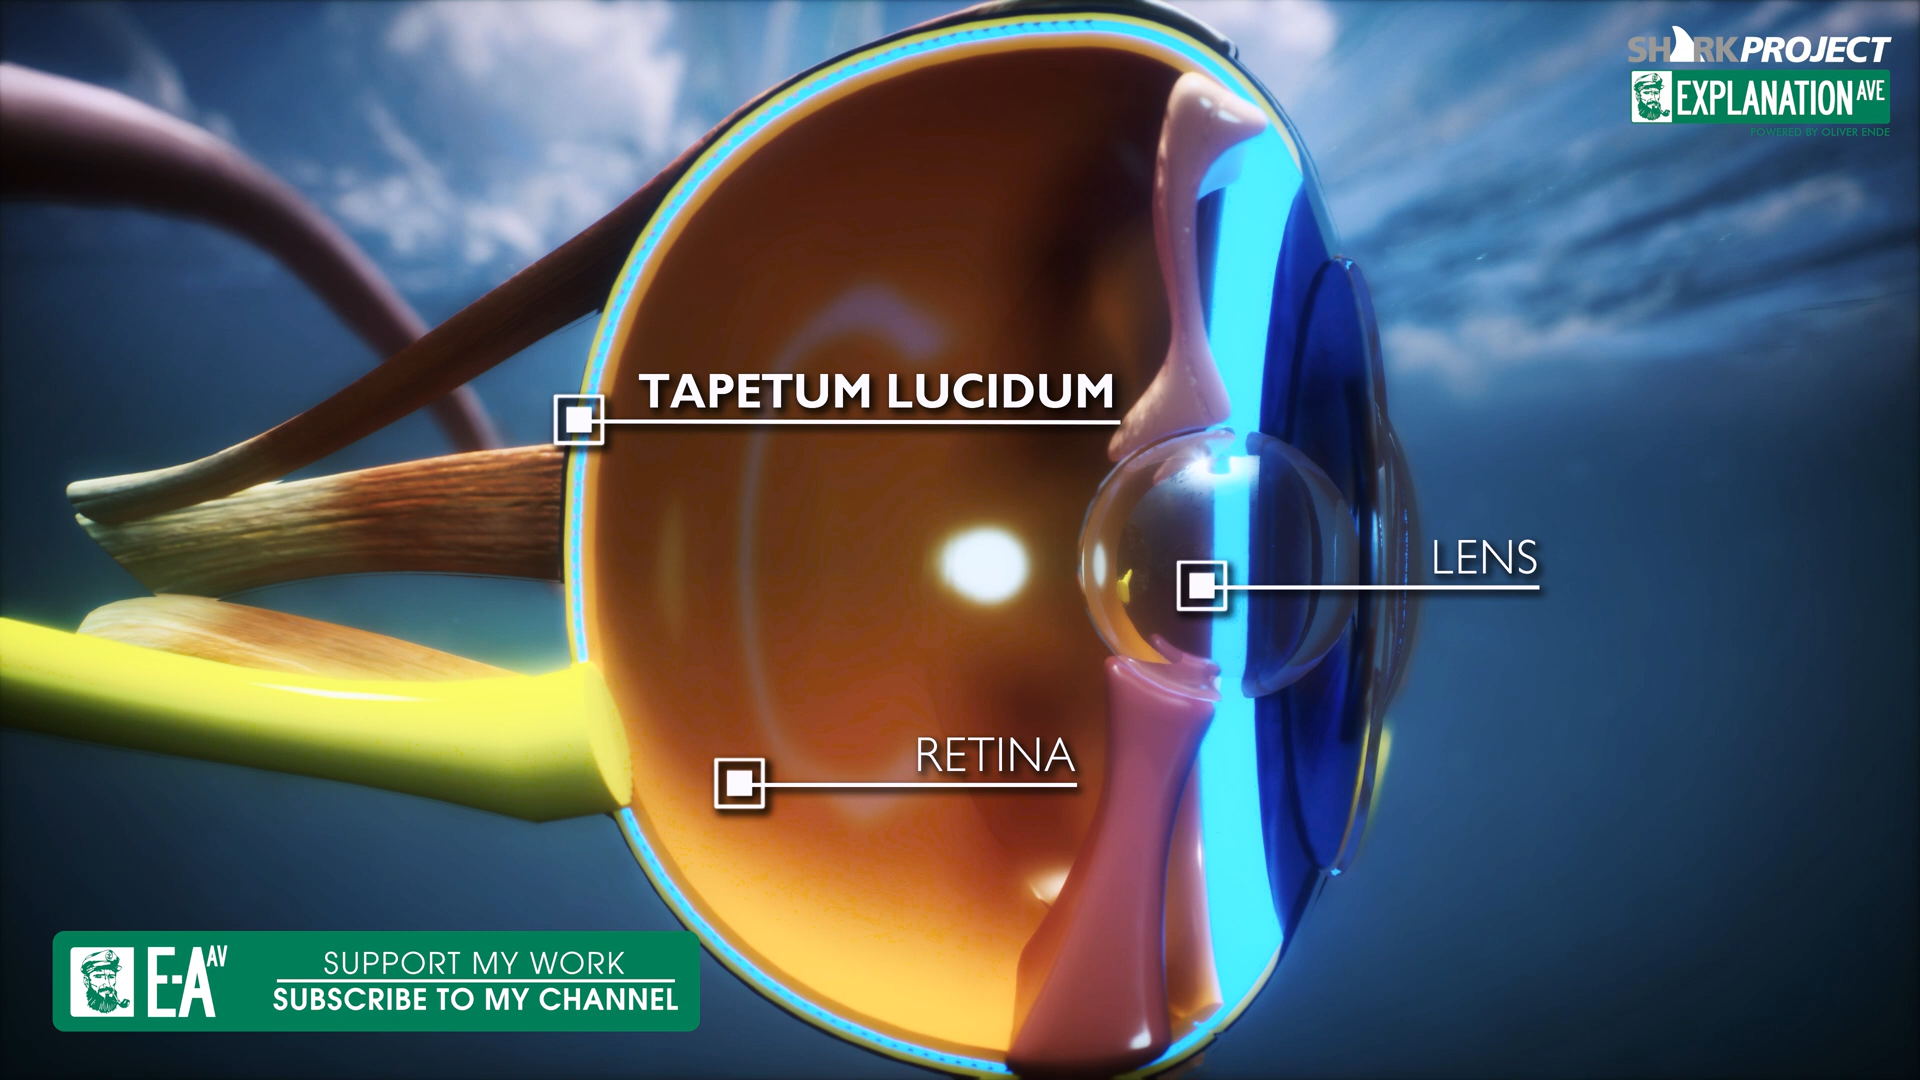 SHARKPROJECT
EXPLANATION AVE
POWERED BY OLIVER ENDE
TAPETUM LUCIDUM
LENS
RETINA
E-A AV
SUPPORT MY WORK
SUBSCRIBE TO MY CHANNEL